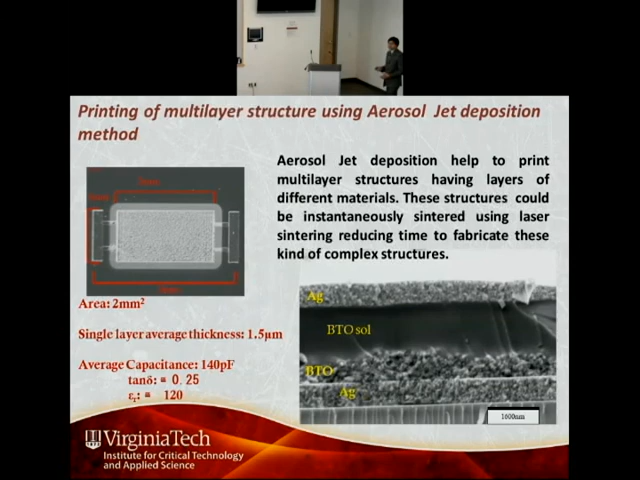 Printing of multilayer structure using Aerosol Jet deposition
method
Aerosol Jet deposition help to print
multilayer structures having layers of
different materials. These structures could
be instantaneously sintered using laser
sintering reducing time to fabricate these
kind of complex structures.
Area: 2mm²
Single layer average thickness: 1.5µm
Average Capacitance: 140pF
tanδ: = 0.25
εr: = 120
Ag
BTO sol
BTO
Ag
1600nm
VirginiaTech
Institute for Critical Technology
and Applied Science